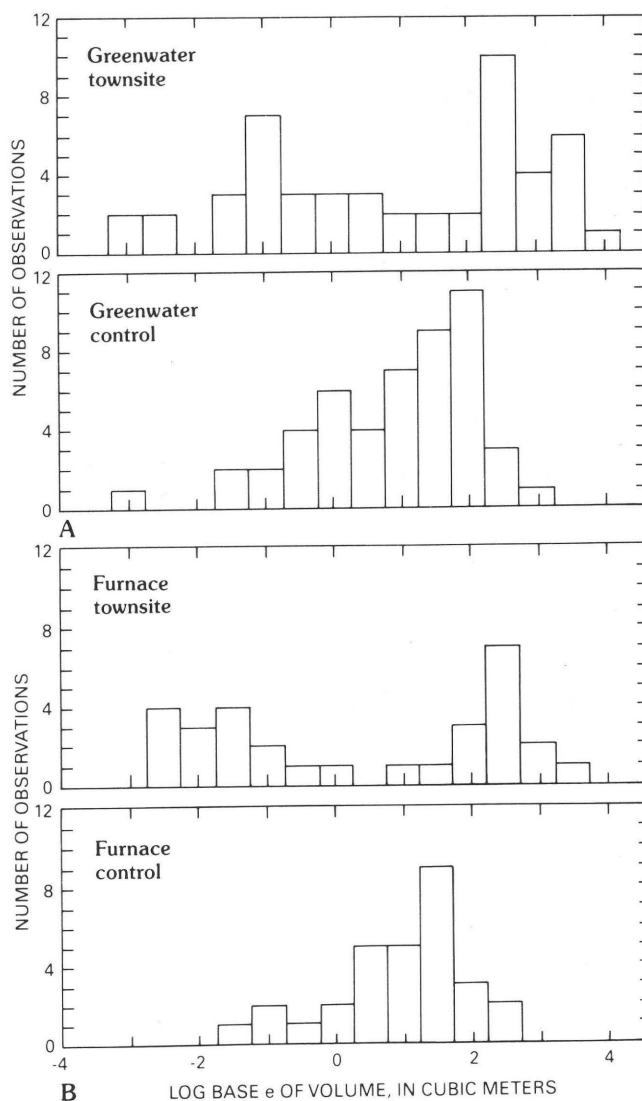 12
Greenwater
townsite
8
4
0
NUMBER OF OBSERVATIONS
12
Greenwater
control
8
4
0
A
12
Furnace
townsite
8
4
0
NUMBER OF OBSERVATIONS
12
Furnace
control
8
4
0
-4 -2 0 2 4
B LOG BASE e OF VOLUME, IN CUBIC METERS